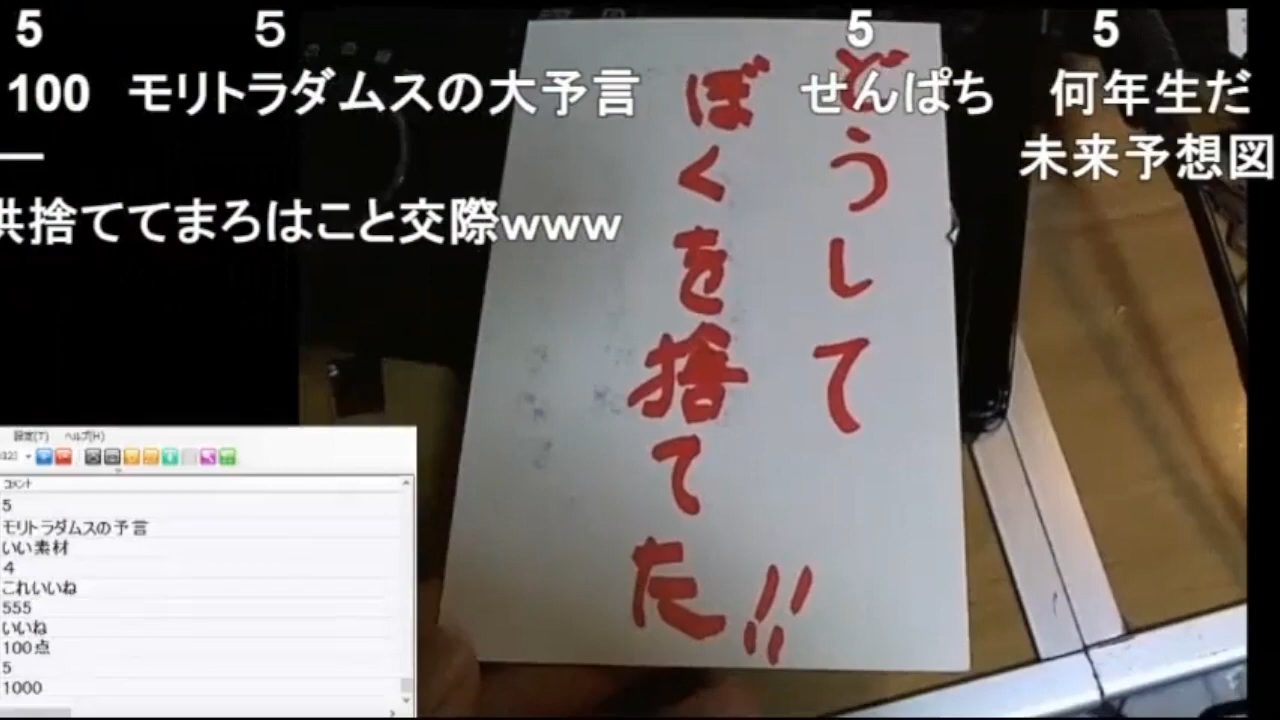 5 5 5 5
100 モリトラダムスの大予言 せんぱち 何年生だ
ー 未来予想図
捨ててまろはこと交際www
どうして
ぼくを捨てた!!
設定(T) ヘルプ(H)
コメント
5
モリトラダムスの予言
いい素材
4
これいいね
555
いいね
100点
5
1000